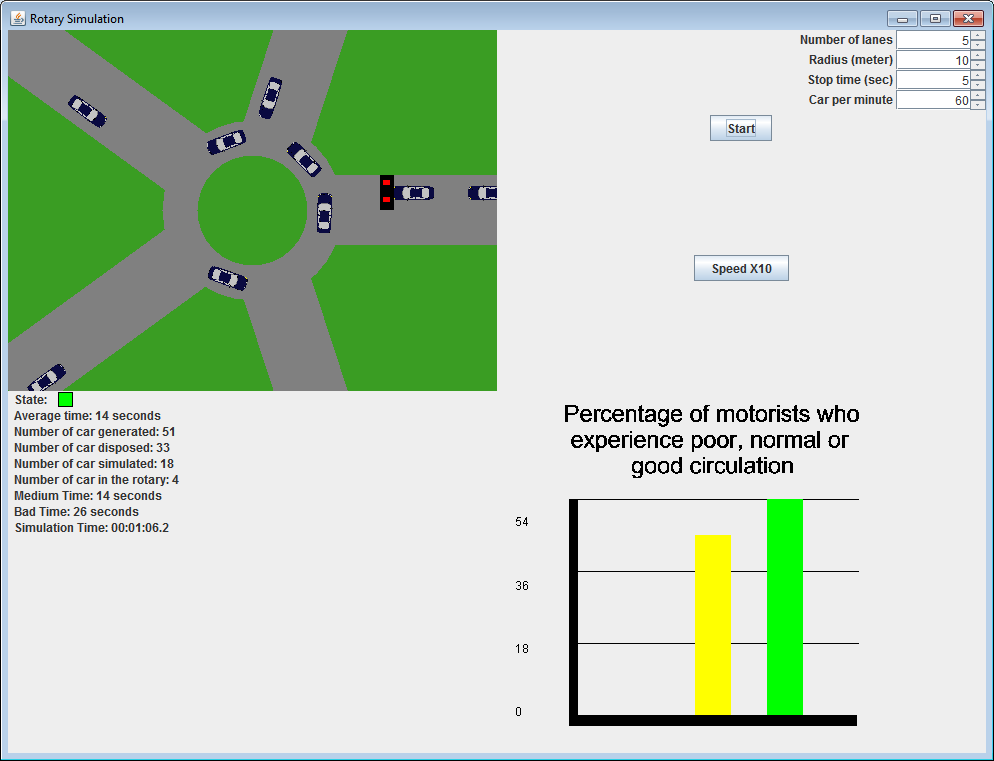 Rotary Simulation
Number of lanes 5
Radius (meter) 10
Stop time (sec) 5
Car per minute 60
Start
Speed X10
State:
Average time: 14 seconds
Number of car generated: 51
Number of car disposed: 33
Number of car simulated: 18
Number of car in the rotary: 4
Medium Time: 14 seconds
Bad Time: 26 seconds
Simulation Time: 00:01:06.2
Percentage of motorists who
experience poor, normal or
good circulation
54
36
18
0